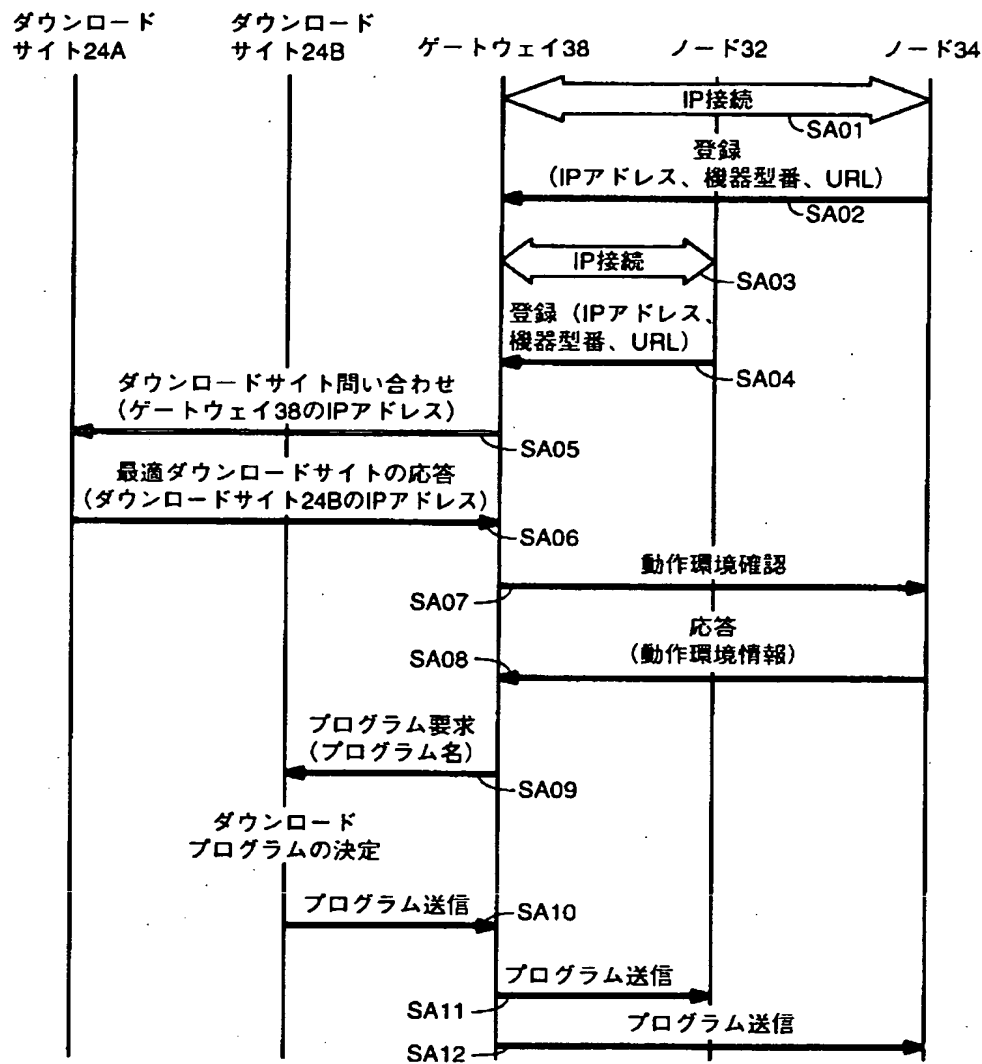 ダウンロード
サイト24A
ダウンロード
サイト24B
ゲートウェイ38
ノード32
ノード34
IP接続
SA01
登録
(IPアドレス、機器型番、URL)
SA02
IP接続
SA03
登録(IPアドレス、
機器型番、URL)
SA04
ダウンロードサイト問い合わせ
(ゲートウェイ38のIPアドレス)
SA05
最適ダウンロードサイトの応答
(ダウンロードサイト24BのIPアドレス)
SA06
動作環境確認
SA07
応答
(動作環境情報)
SA08
プログラム要求
(プログラム名)
SA09
ダウンロード
プログラムの決定
プログラム送信
SA10
プログラム送信
SA11
プログラム送信
SA12